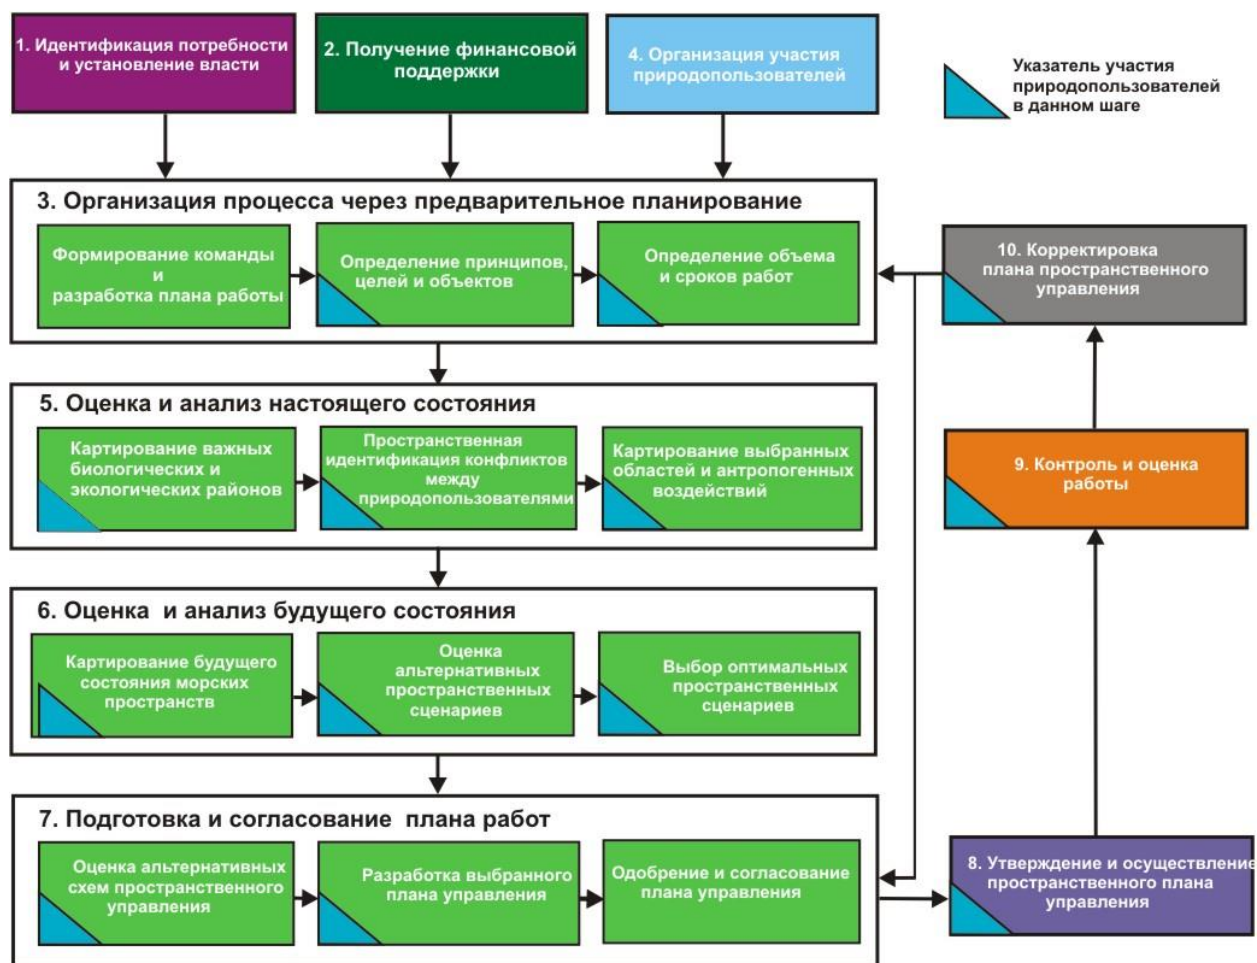 1. Идентификация потребности
и установление власти
2. Получение финансовой
поддержки
4. Организация участия
природопользователей
Указатель участия
природопользователей
в данном шаге
3. Организация процесса через предварительное планирование
Формирование команды
и
разработка плана работы
Определение принципов,
целей и объектов
Определение объема
и сроков работ
10. Корректировка
плана пространственного
управления
5. Оценка и анализ настоящего состояния
Картирование важных
биологических и
экологических районов
Пространственная
идентификация конфликтов
между
природопользователями
Картирование выбранных
областей и антропогенных
воздействий
9. Контроль и оценка
работы
6. Оценка и анализ будущего состояния
Картирование будущего
состояния морских
пространств
Оценка
альтернативных
пространственных
сценариев
Выбор оптимальных
пространственных
сценариев
7. Подготовка и согласование плана работ
Оценка альтернативных
схем пространственного
управления
Разработка выбранного
плана управления
Одобрение и согласование
плана управления
8. Утверждение и осуществление
пространственного плана
управления